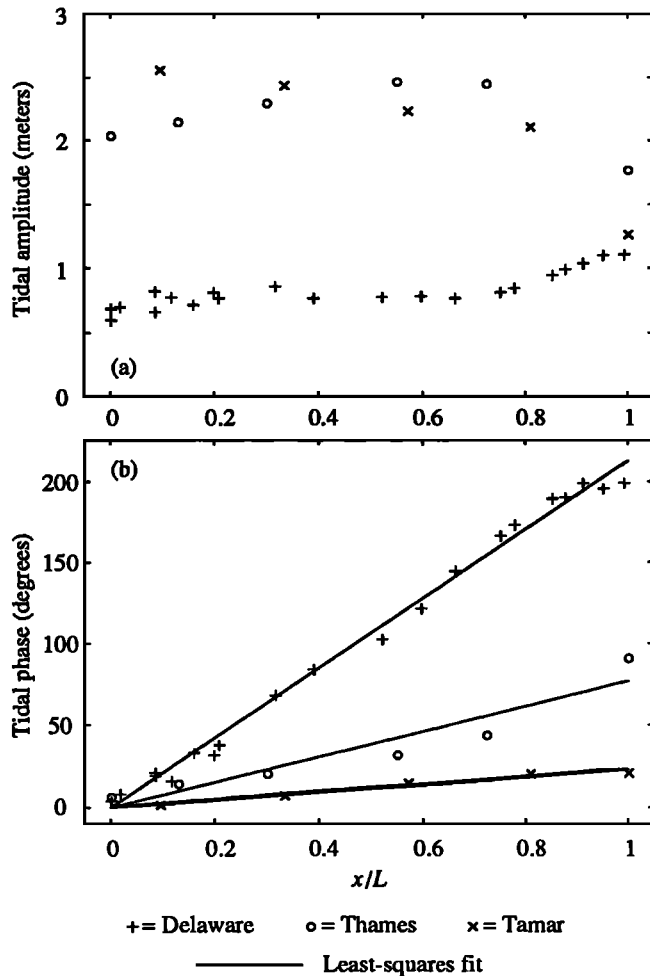 3
2
1
0
Tidal amplitude (meters)
(a)
0 0.2 0.4 0.6 0.8 1
(b)
200
150
100
50
0
Tidal phase (degrees)
0 0.2 0.4 0.6 0.8 1
x/L
+ = Delaware o = Thames × = Tamar
Least-squares fit